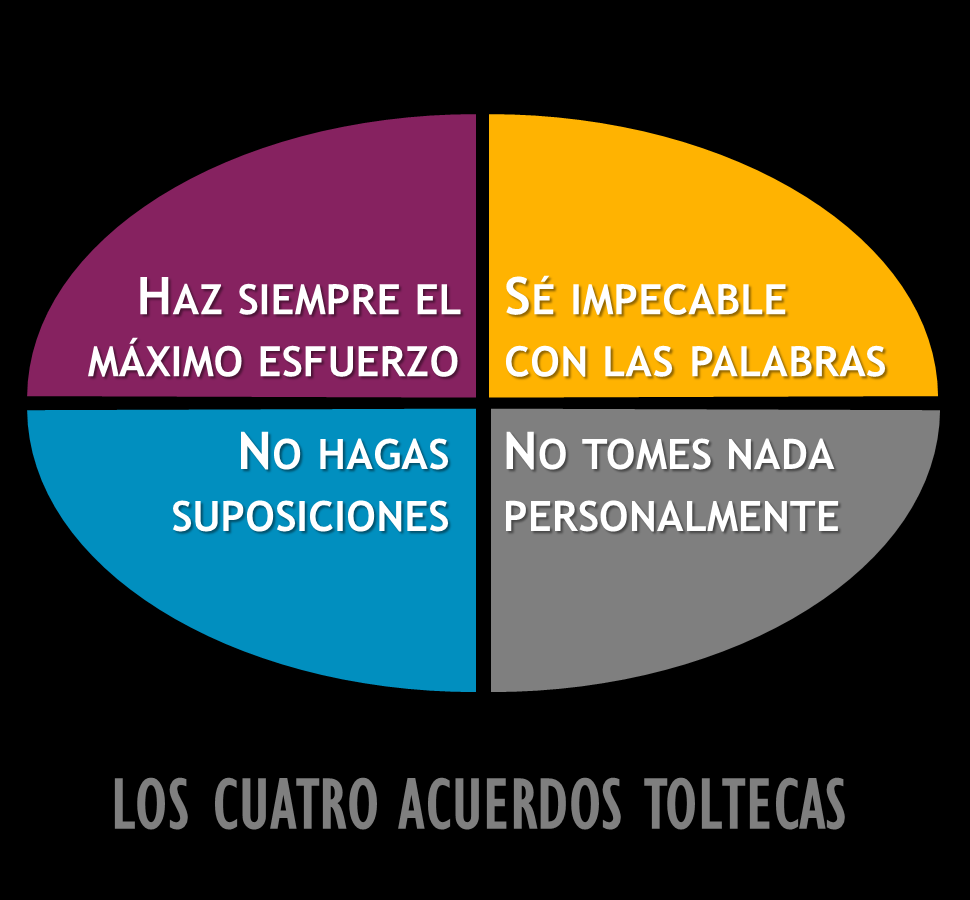 Haz siempre el
máximo esfuerzo
Sé impecable
con las palabras
No hagas
suposiciones
No tomes nada
personalmente
LOS CUATRO ACUERDOS TOLTECAS